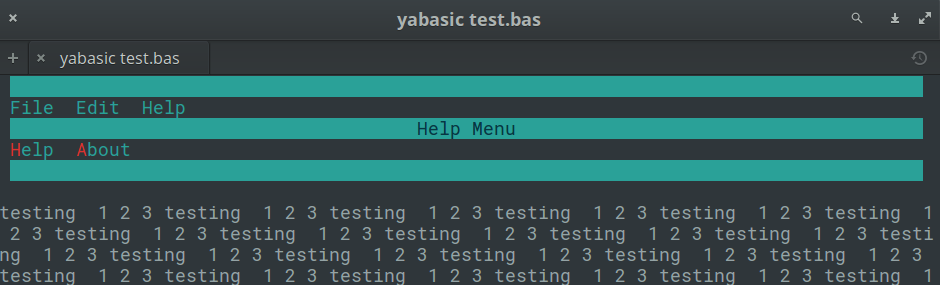 yabasic test.bas
yabasic test.bas
File  Edit  Help
Help Menu
Help  About
testing  1 2 3 testing  1 2 3 testing  1 2 3 testing  1 2 3 testing  1 2 3 testing  1
 2 3 testing  1 2 3 testing  1 2 3 testing  1 2 3 testing  1 2 3 testing  1 2 3 testi
ng  1 2 3 testing  1 2 3 testing  1 2 3 testing  1 2 3 testing  1 2 3 testing  1 2 3
testing  1 2 3 testing  1 2 3 testing  1 2 3 testing  1 2 3 testing  1 2 3 testing  1